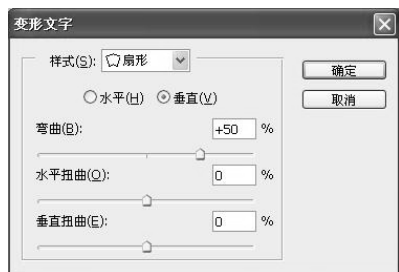 变形文字
样式(S): 扇形
确定
水平(H) 垂直(V)
取消
弯曲(B): +50 %
水平扭曲(O): 0 %
垂直扭曲(E): 0 %